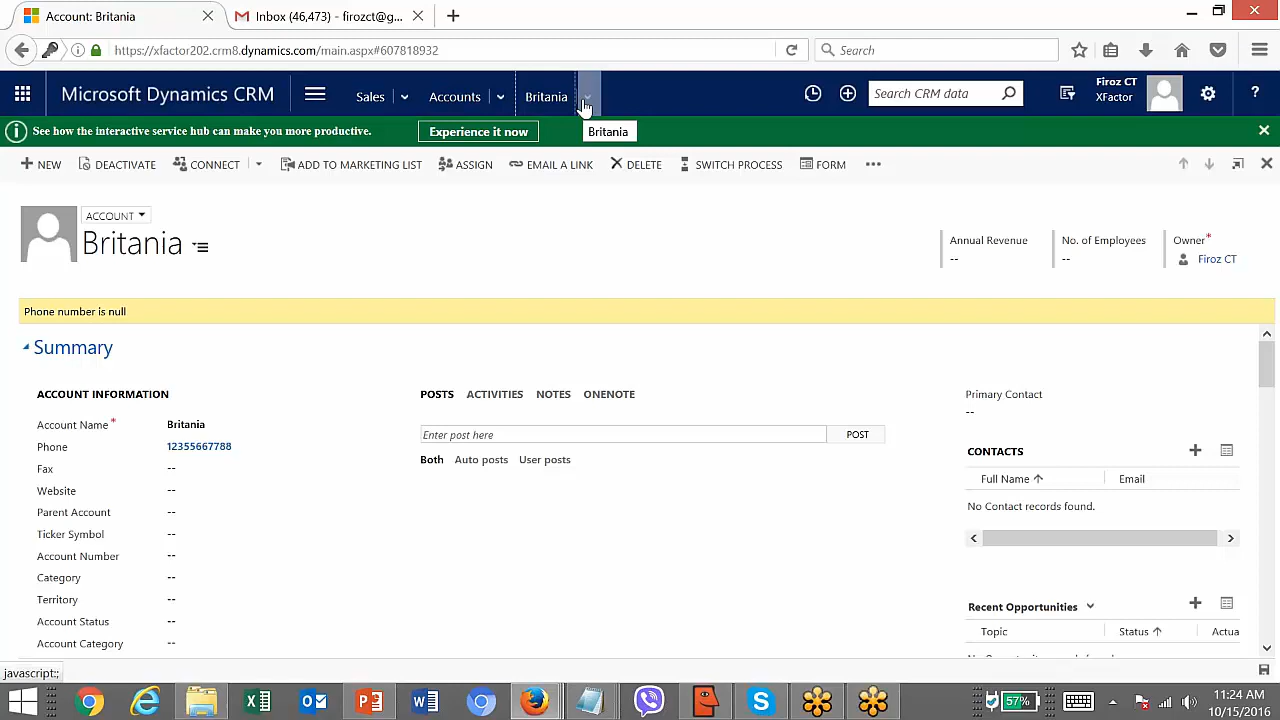 Account: Britania
Inbox (46,473) - firozct@g...
https://xfactor202.crm8.dynamics.com/main.aspx#607818932
Search
Microsoft Dynamics CRM
Sales
Accounts
Britania
Search CRM data
Firoz CT
XFactor
?
See how the interactive service hub can make you more productive.
Experience it now
Britania
NEW
DEACTIVATE
CONNECT
ADD TO MARKETING LIST
ASSIGN
EMAIL A LINK
DELETE
SWITCH PROCESS
FORM
ACCOUNT
Britania
Annual Revenue
--
No. of Employees
--
Owner*
Firoz CT
Phone number is null
Summary
ACCOUNT INFORMATION
Account Name* Britania
Phone 12355667788
Fax --
Website --
Parent Account --
Ticker Symbol --
Account Number --
Category --
Territory --
Account Status --
Account Category --
POSTS ACTIVITIES NOTES ONENOTE
Enter post here POST
Both Auto posts User posts
Primary Contact
--
CONTACTS
Full Name Email
No Contact records found.
Recent Opportunities
Topic Status Actua
javascript:;
57%
11:24 AM
10/15/2016